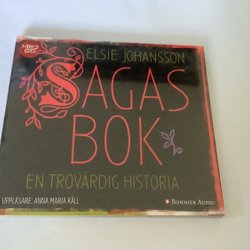 MP3 CD
ELSIE JOHANSSON
SAGAS
BOK
EN TROVÄRDIG HISTORIA
UPPLÄSARE: ANNA MARIA KÄLL
BONNIER AUDIO